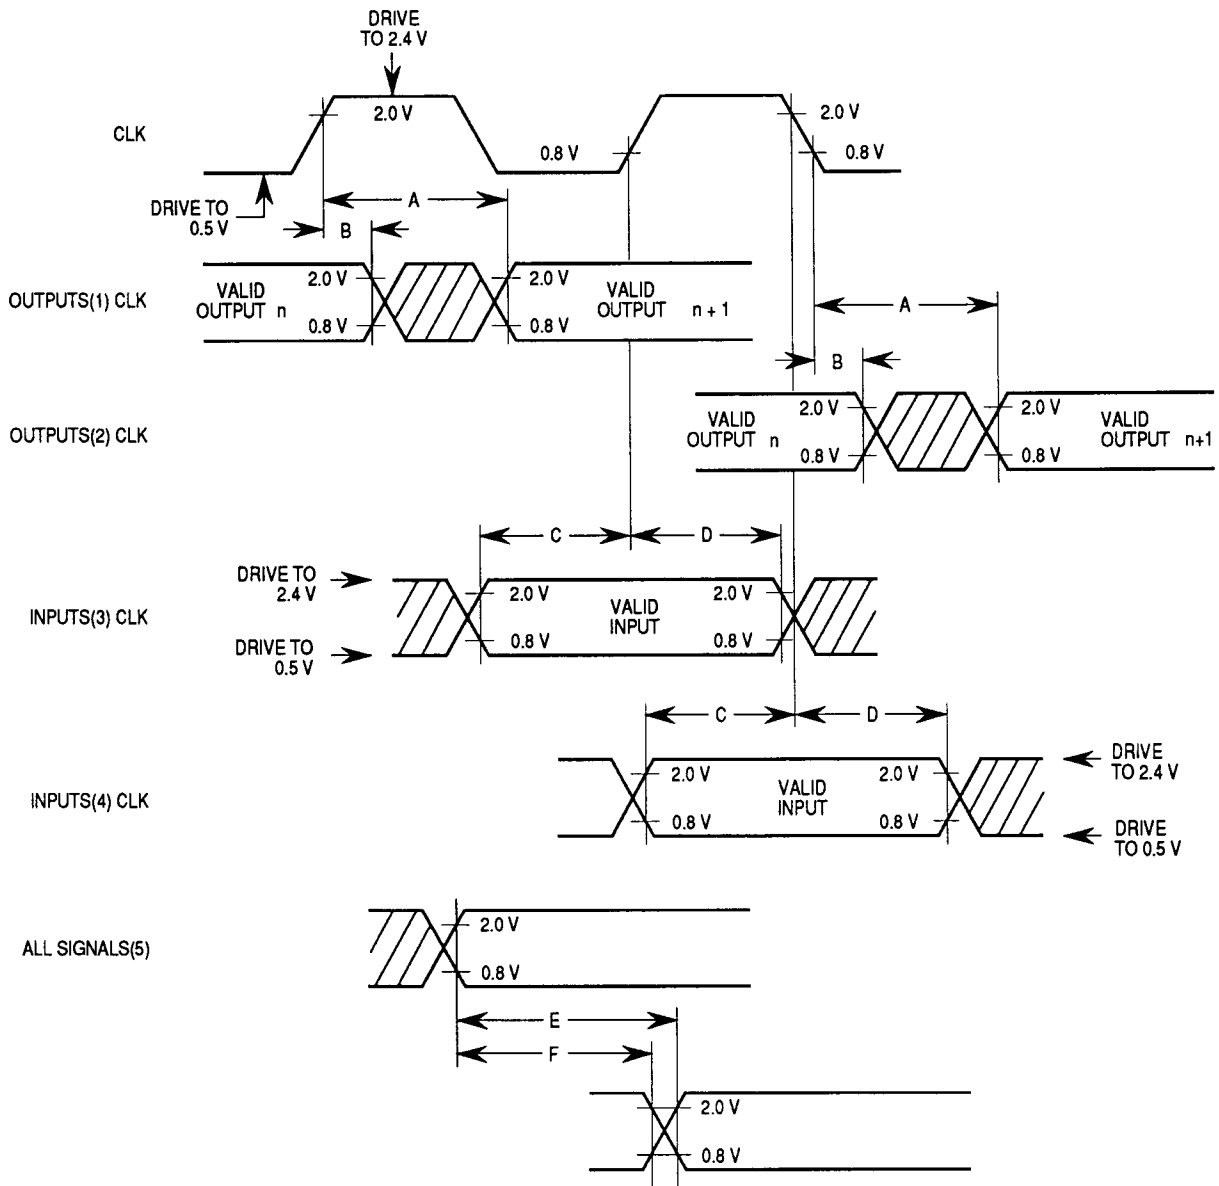 DRIVE
TO 2.4 V
CLK
2.0 V
2.0 V
0.8 V
0.8 V
DRIVE TO
0.5 V
A
B
OUTPUTS(1) CLK
VALID
OUTPUT n
2.0 V
0.8 V
2.0 V
0.8 V
VALID
OUTPUT n + 1
A
B
OUTPUTS(2) CLK
VALID
OUTPUT n
2.0 V
0.8 V
2.0 V
0.8 V
VALID
OUTPUT n+1
C
D
DRIVE TO
2.4 V
INPUTS(3) CLK
DRIVE TO
0.5 V
2.0 V
0.8 V
VALID
INPUT
2.0 V
0.8 V
C
D
INPUTS(4) CLK
2.0 V
0.8 V
VALID
INPUT
2.0 V
0.8 V
DRIVE
TO 2.4 V
DRIVE
TO 0.5 V
ALL SIGNALS(5)
2.0 V
0.8 V
E
F
2.0 V
0.8 V